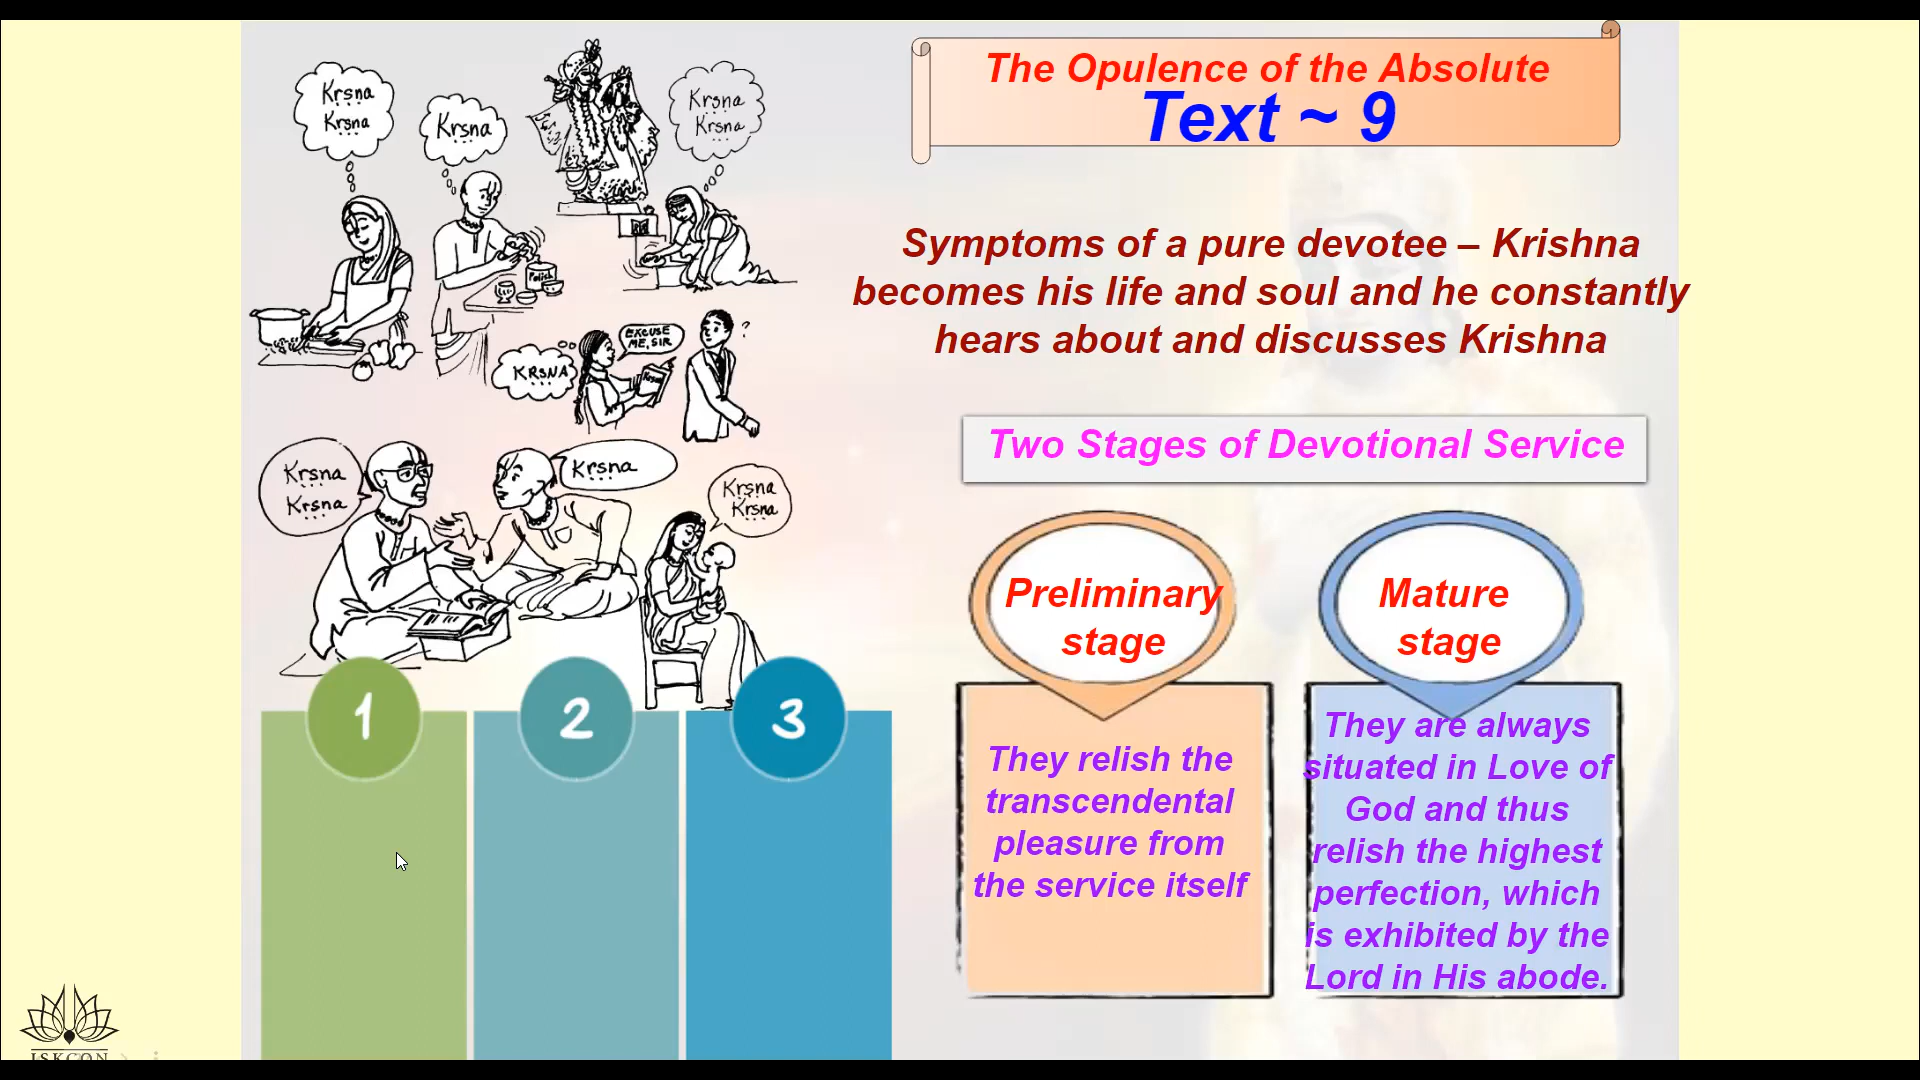 The Opulence of the Absolute
Text ~ 9
Krsna
Krsna
...
Krsna
...
Krsna
Krsna
...
Polish
KRSNA
...
EXCUSE
ME, SIR
?
Krsna
Krsna
...
Krsna
...
Krsna
Krsna
...
Symptoms of a pure devotee – Krishna
becomes his life and soul and he constantly
hears about and discusses Krishna
Two Stages of Devotional Service
Preliminary
stage
They relish the
transcendental
pleasure from
the service itself
Mature
stage
They are always
situated in Love of
God and thus
relish the highest
perfection, which
is exhibited by the
Lord in His abode.
1
2
3
ISKCON